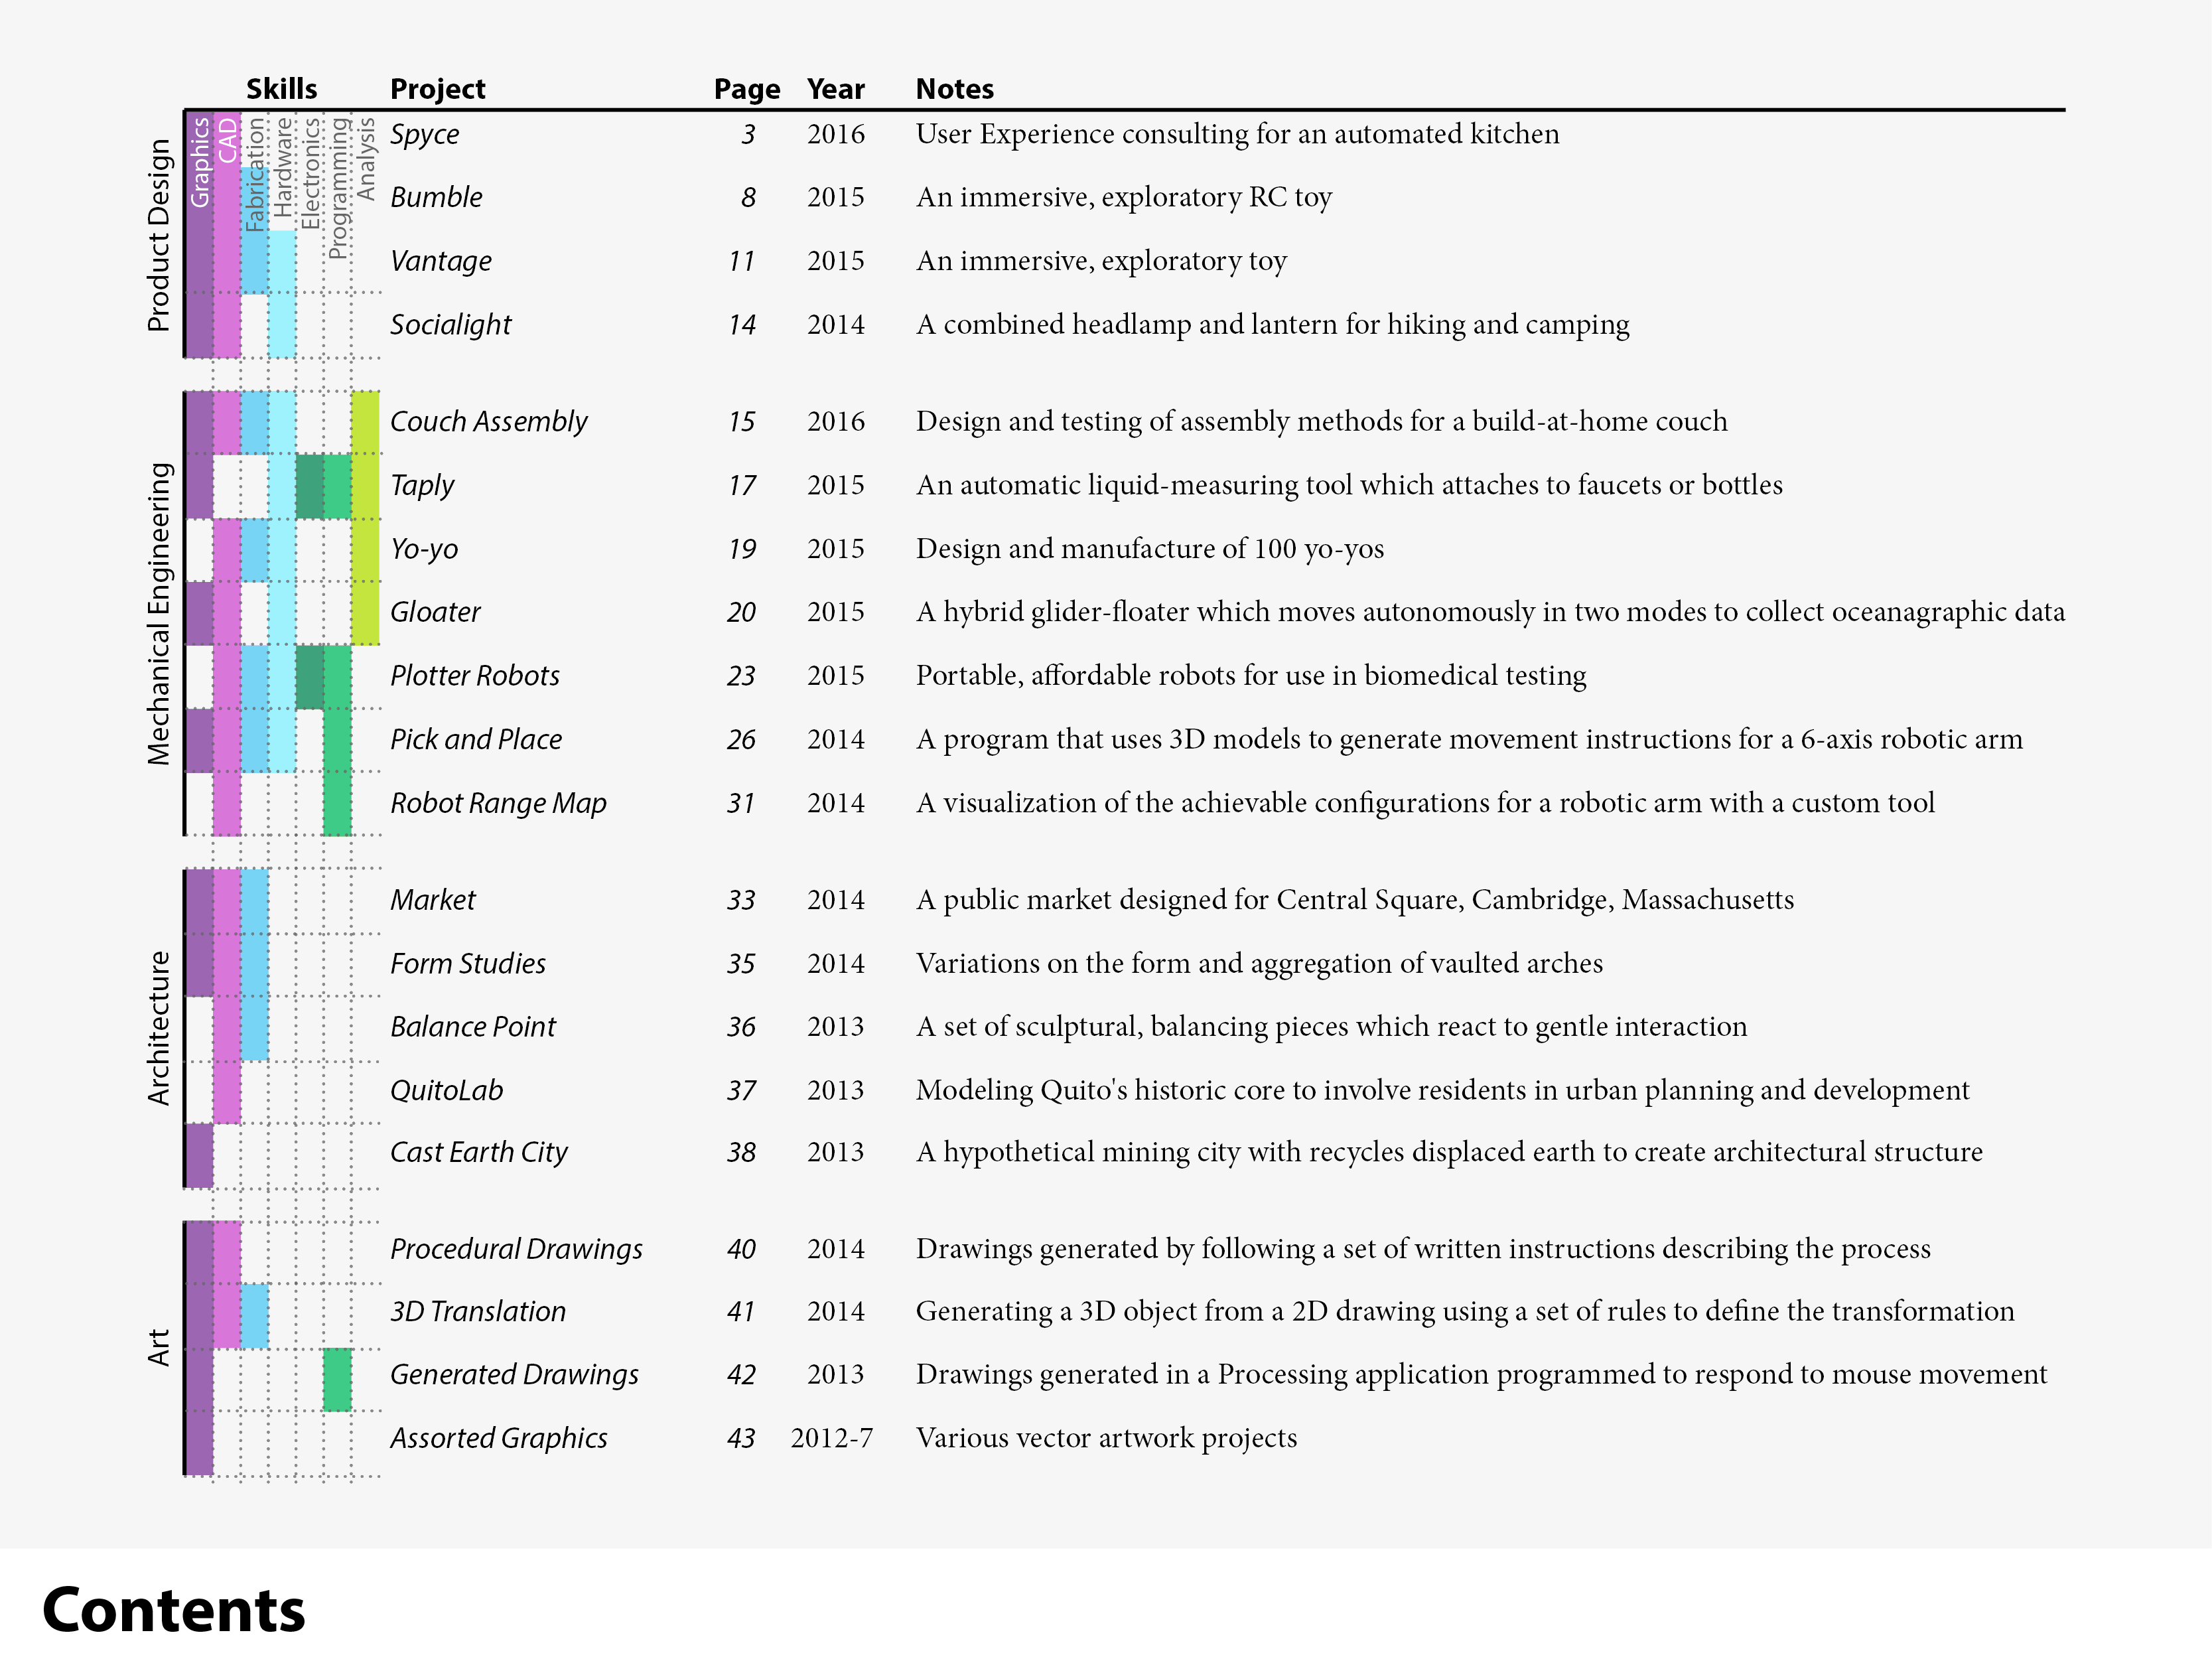 Skills Project Page Year Notes
Product Design
Graphics
CAD
Fabrication
Hardware
Electronics
Programming
Analysis
Spyce 3 2016 User Experience consulting for an automated kitchen
Bumble 8 2015 An immersive, exploratory RC toy
Vantage 11 2015 An immersive, exploratory toy
Socialight 14 2014 A combined headlamp and lantern for hiking and camping
Mechanical Engineering
Couch Assembly 15 2016 Design and testing of assembly methods for a build-at-home couch
Taply 17 2015 An automatic liquid-measuring tool which attaches to faucets or bottles
Yo-yo 19 2015 Design and manufacture of 100 yo-yos
Gloater 20 2015 A hybrid glider-floater which moves autonomously in two modes to collect oceanagraphic data
Plotter Robots 23 2015 Portable, affordable robots for use in biomedical testing
Pick and Place 26 2014 A program that uses 3D models to generate movement instructions for a 6-axis robotic arm
Robot Range Map 31 2014 A visualization of the achievable configurations for a robotic arm with a custom tool
Architecture
Market 33 2014 A public market designed for Central Square, Cambridge, Massachusetts
Form Studies 35 2014 Variations on the form and aggregation of vaulted arches
Balance Point 36 2013 A set of sculptural, balancing pieces which react to gentle interaction
QuitoLab 37 2013 Modeling Quito's historic core to involve residents in urban planning and development
Cast Earth City 38 2013 A hypothetical mining city with recycles displaced earth to create architectural structure
Art
Procedural Drawings 40 2014 Drawings generated by following a set of written instructions describing the process
3D Translation 41 2014 Generating a 3D object from a 2D drawing using a set of rules to define the transformation
Generated Drawings 42 2013 Drawings generated in a Processing application programmed to respond to mouse movement
Assorted Graphics 43 2012-7 Various vector artwork projects
Contents